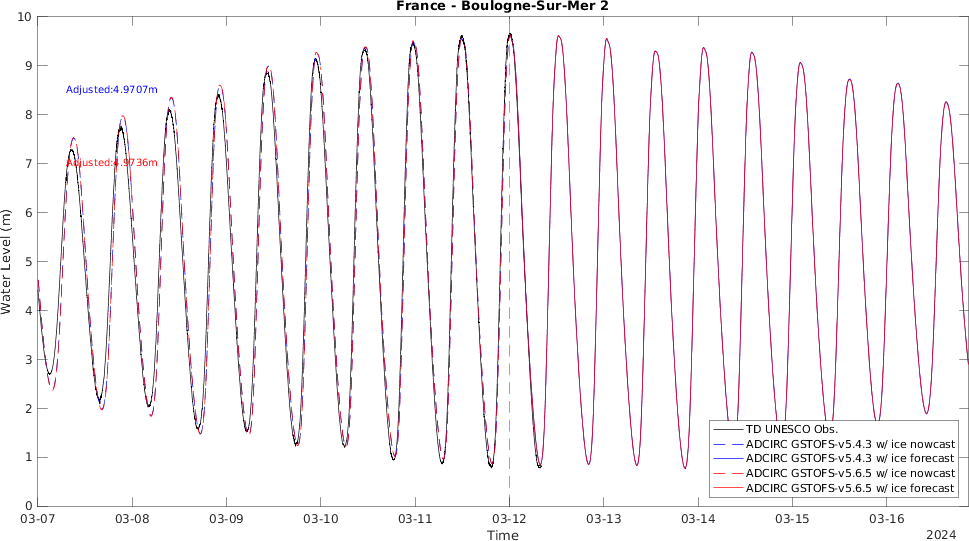 France - Boulogne-Sur-Mer 2
10
9
8
7
6
5
4
3
2
1
0
Water Level (m)
Adjusted:4.9707m
Adjusted:4.9736m
TD UNESCO Obs.
ADCIRC GSTOFS-v5.4.3 w/ ice nowcast
ADCIRC GSTOFS-v5.4.3 w/ ice forecast
ADCIRC GSTOFS-v5.6.5 w/ ice nowcast
ADCIRC GSTOFS-v5.6.5 w/ ice forecast
03-07 03-08 03-09 03-10 03-11 03-12 03-13 03-14 03-15 03-16
Time
2024